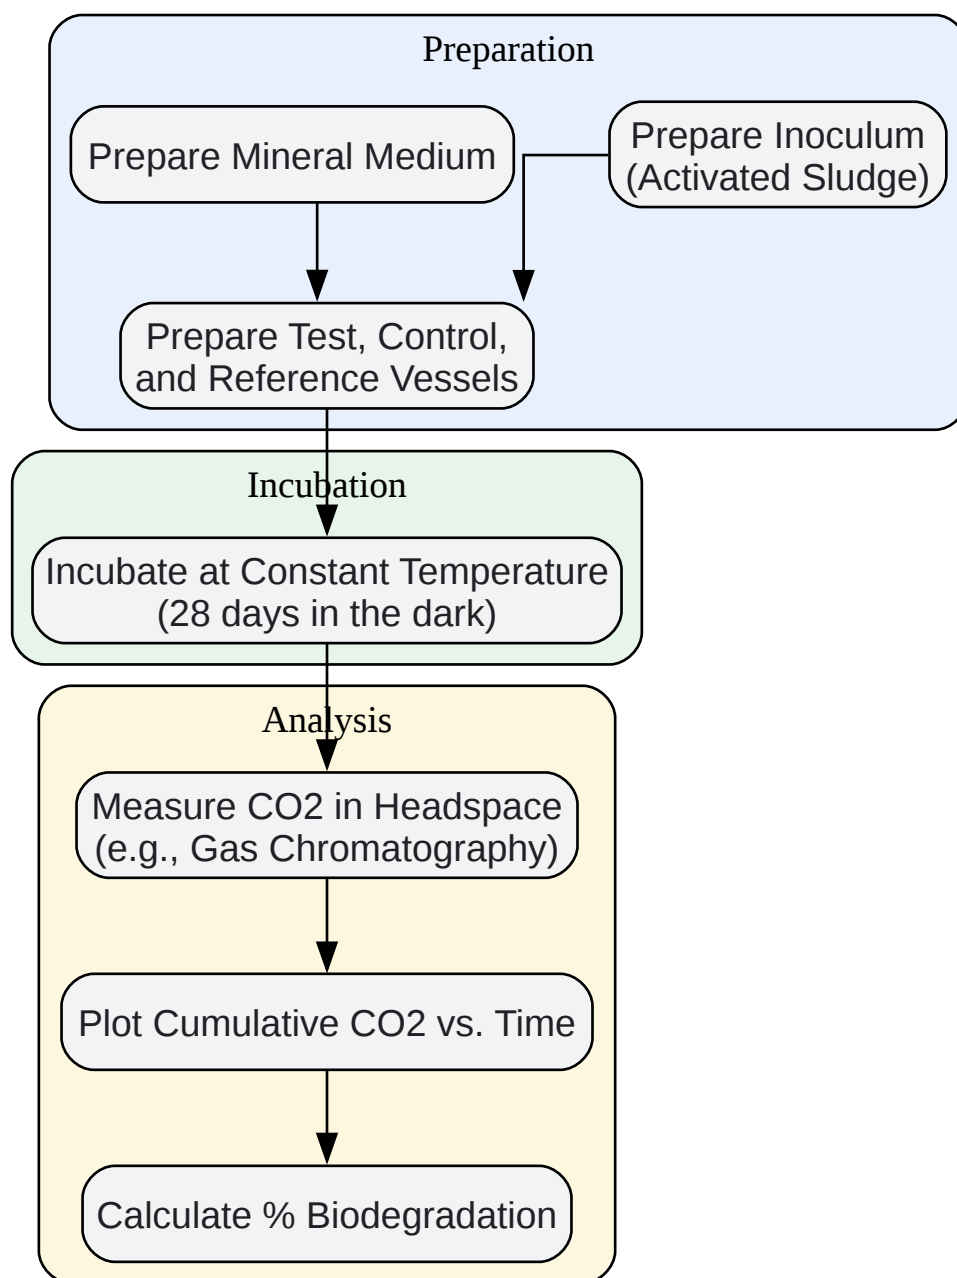 Preparation
Prepare Mineral Medium
Prepare Inoculum
(Activated Sludge)
Prepare Test, Control,
and Reference Vessels
Incubation
Incubate at Constant Temperature
(28 days in the dark)
Analysis
Measure CO2 in Headspace
(e.g., Gas Chromatography)
Plot Cumulative CO2 vs. Time
Calculate % Biodegradation